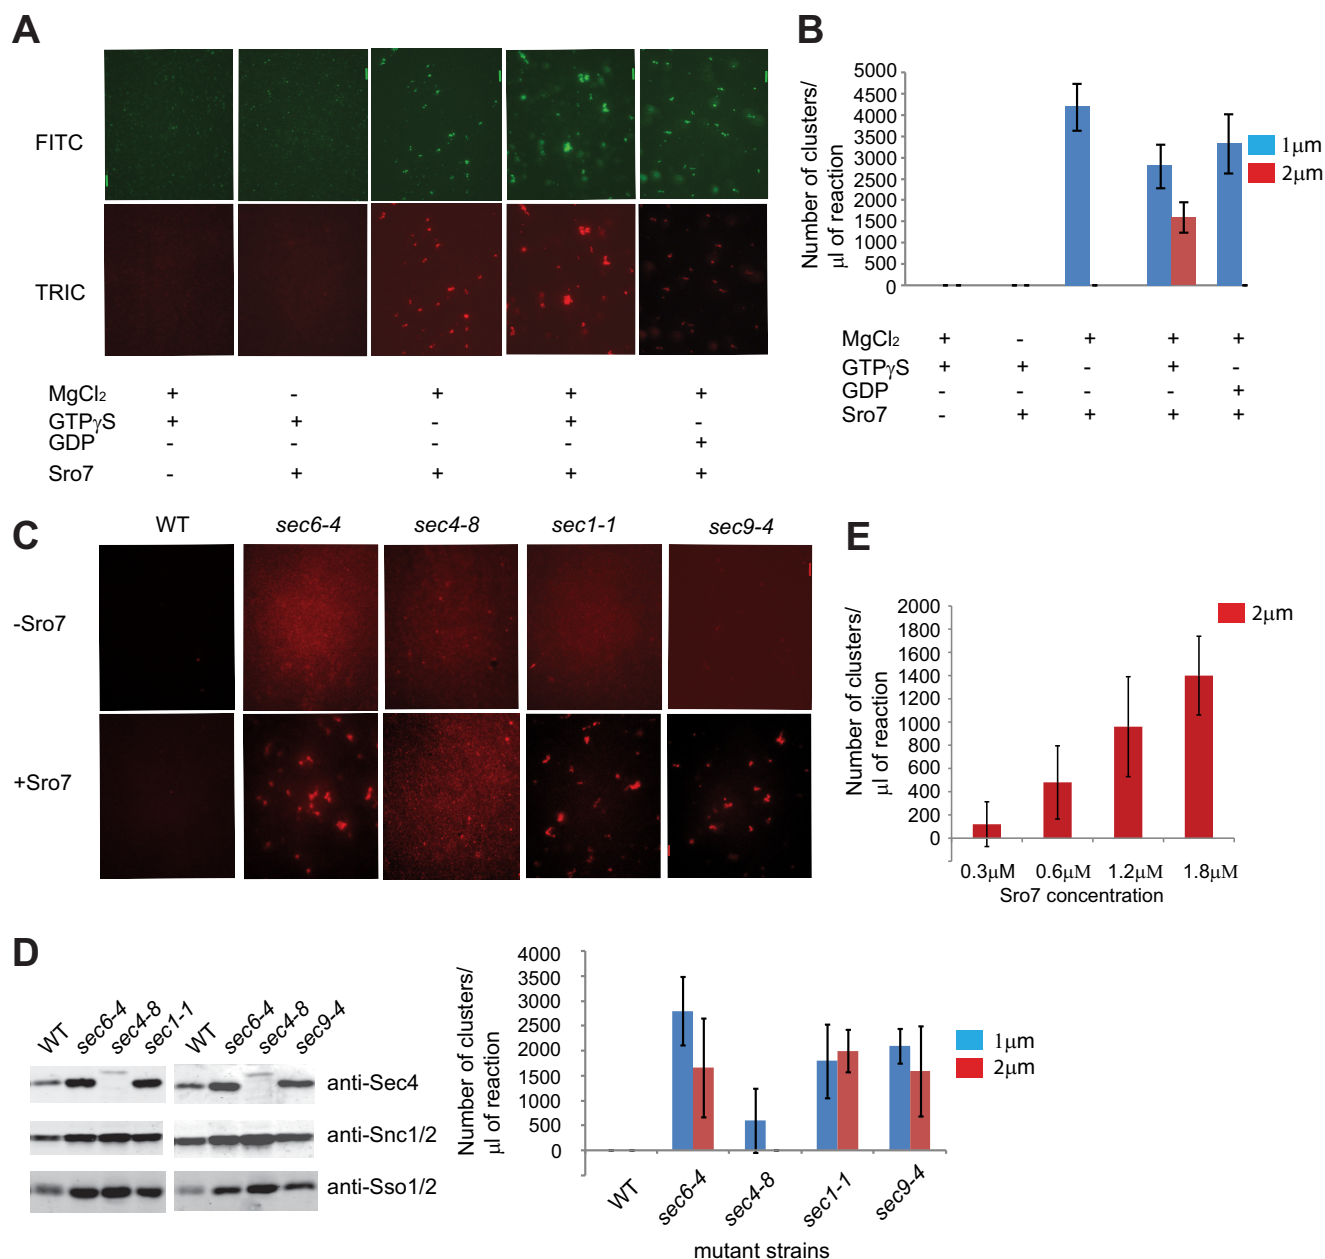 A
FITC
TRIC
MgCl2 + - + + +
GTPγS + + - + -
GDP - - - - +
Sro7 - + + + +
B
Number of clusters/
μl of reaction
5000
4500
4000
3500
3000
2500
2000
1500
1000
500
0
1μm
2μm
MgCl2 + - + + +
GTPγS + + - + -
GDP - - - - +
Sro7 - + + + +
C
WT sec6-4 sec4-8 sec1-1 sec9-4
-Sro7
+Sro7
E
Number of clusters/
μl of reaction
2000
1800
1600
1400
1200
1000
800
600
400
200
0
2μm
0.3μM 0.6μM 1.2μM 1.8μM
Sro7 concentration
D
WT sec6-4 sec4-8 sec1-1 WT sec6-4 sec4-8 sec9-4
anti-Sec4
anti-Snc1/2
anti-Sso1/2
Number of clusters/
μl of reaction
4000
3500
3000
2500
2000
1500
1000
500
0
1μm
2μm
WT sec6-4 sec4-8 sec1-1 sec9-4
mutant strains